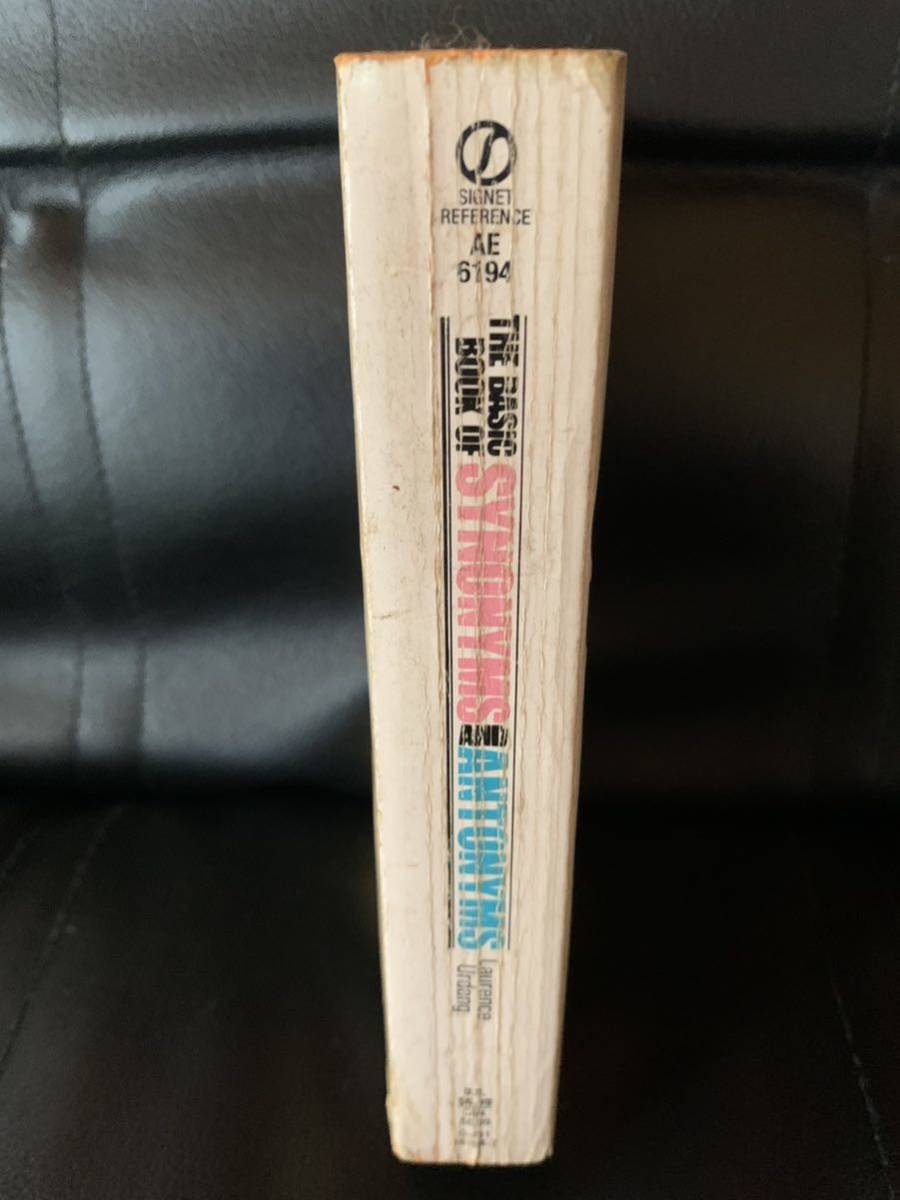 SIGNET
REFERENCE
AE
6194
THE BASIC
BOOK OF
SYNONYMS
AND
ANTONYMS
Laurence
Urdang
U.S.